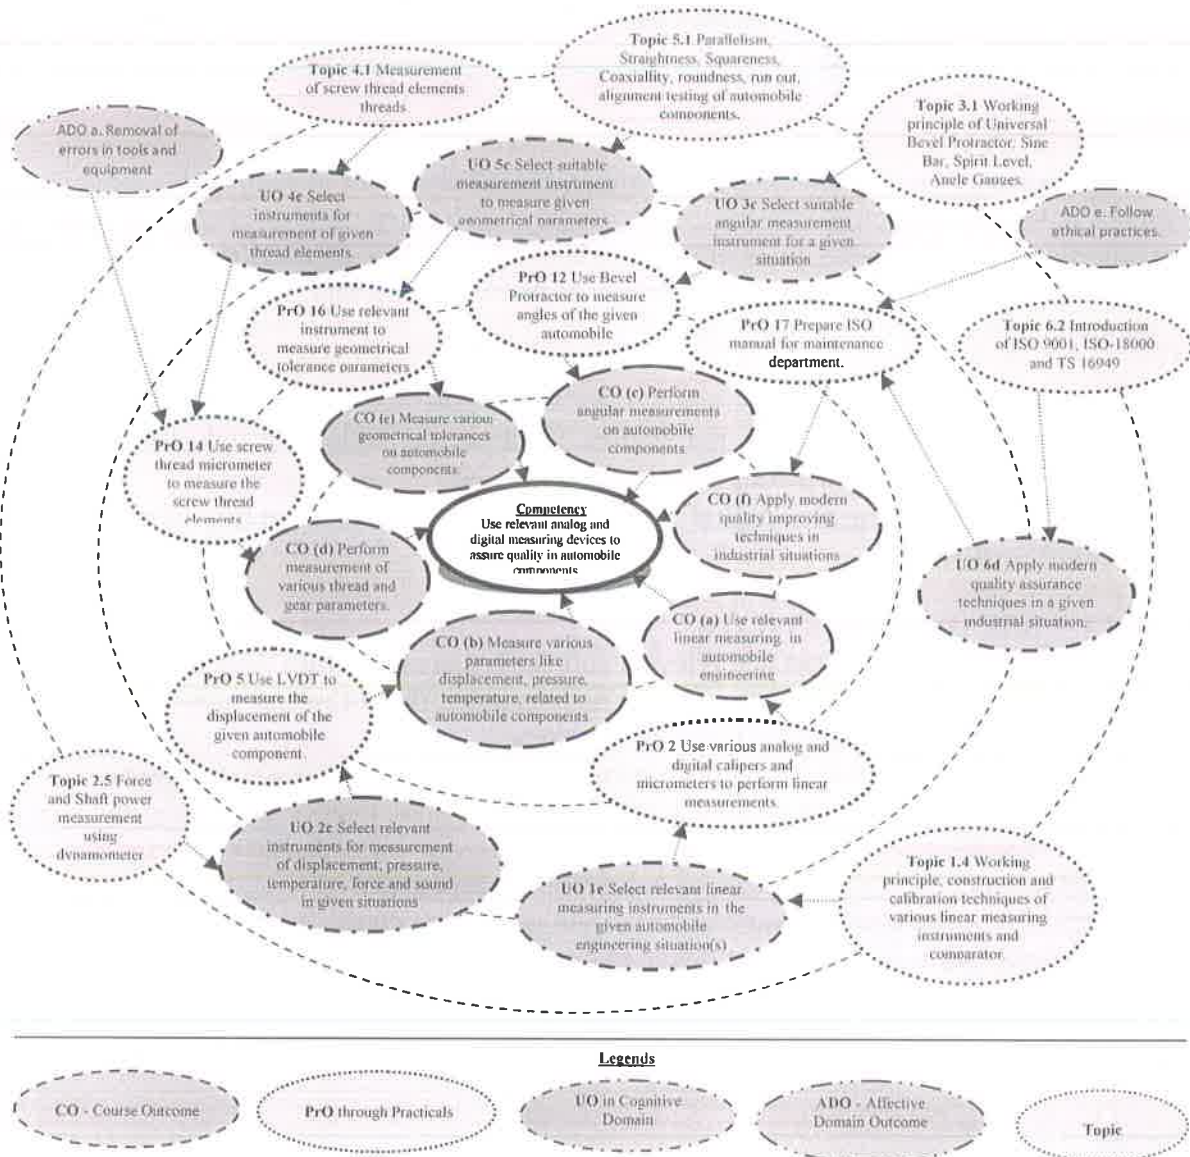 Topic 5.1 Parallelism,
Straightness, Squareness,
Coaxiallity, roundness, run out,
alignment testing of automobile
components.
Topic 4.1 Measurement
of screw thread elements
threads
Topic 3.1 Working
principle of Universal
Bevel Protractor, Sine
Bar, Spirit Level,
Angle Gauges.
ADO a. Removal of
errors in tools and
equipment
UO 5c Select suitable
measurement instrument
to measure given
geometrical parameters
UO 4e Select
instruments for
measurement of given
thread elements.
UO 3c Select suitable
angular measurement
instrument for a given
situation
ADO e. Follow
ethical practices.
PrO 12 Use Bevel
Protractor to measure
angles of the given
automobile
PrO 16 Use relevant
instrument to
measure geometrical
tolerance parameters
PrO 17 Prepare ISO
manual for maintenance
department.
Topic 6.2 Introduction
of ISO 9001, ISO-18000
and TS 16949
CO (c) Perform
angular measurements
on automobile
components
CO (e) Measure various
geometrical tolerances
on automobile
components.
PrO 14 Use screw
thread micrometer
to measure the
screw thread
elements
CO (f) Apply modern
quality improving
techniques in
industrial situations
Competency
Use relevant analog and
digital measuring devices to
assure quality in automobile
components
CO (d) Perform
measurement of
various thread and
gear parameters.
UO 6d Apply modern
quality assurance
techniques in a given
industrial situation.
CO (a) Use relevant
linear measuring in
automobile
engineering
CO (b) Measure various
parameters like
displacement, pressure,
temperature, related to
automobile components
PrO 5 Use LVDT to
measure the
displacement of the
given automobile
component.
PrO 2 Use various analog and
digital calipers and
micrometers to perform linear
measurements.
Topic 2.5 Force
and Shaft power
measurement
using
dynamometer
UO 2e Select relevant
instruments for measurement
of displacement, pressure,
temperature, force and sound
in given situations
UO 1e Select relevant linear
measuring instruments in the
given automobile
engineering situation(s)
Topic 1.4 Working
principle, construction and
calibration techniques of
various linear measuring
instruments and
comparator.
Legends
CO - Course Outcome
PrO through Practicals
UO in Cognitive
Domain
ADO - Affective
Domain Outcome
Topic